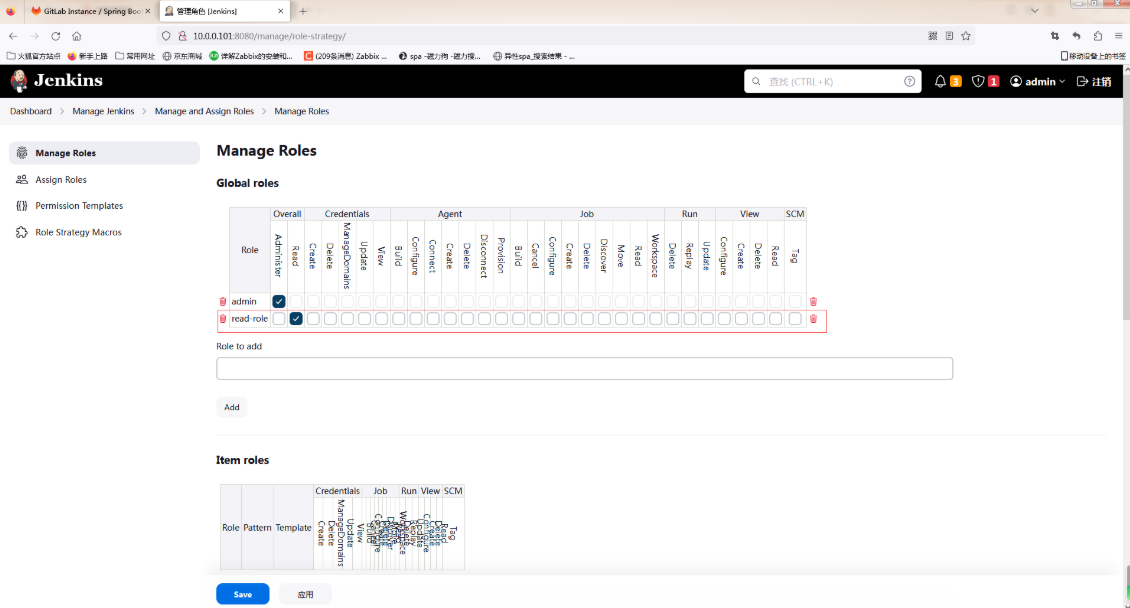 GitLab Instance / Spring Boo
管理角色 [Jenkins]
10.0.0.101:8080/manage/role-strategy/
火狐官方站点 新手上路 常用网址 京东商城 详解Zabbix的安装和... (209条消息) Zabbix ... spa -磁力狗 -磁力搜... 异性spa_搜索结果 - ... 移动设备上的书签
Jenkins
查找 (CTRL+K)
3 1 admin 注销
Dashboard Manage Jenkins Manage and Assign Roles Manage Roles
Manage Roles
Assign Roles
Permission Templates
Role Strategy Macros
Manage Roles
Global roles
Role Overall Credentials Agent Job Run View SCM
Administer Read Create Delete ManageDomains Update View Build Configure Connect Create Delete Disconnect Provision Build Cancel Configure Create Delete Discover Move Read Workspace Delete Replay Update Configure Create Delete Read Tag
admin
read-role
Role to add
Add
Item roles
Credentials Job Run View SCM
Role Pattern Template
Create Delete ManageDomains Update View Build Workspace Delete Replay Update Configure Create Delete Read Tag
Save 应用